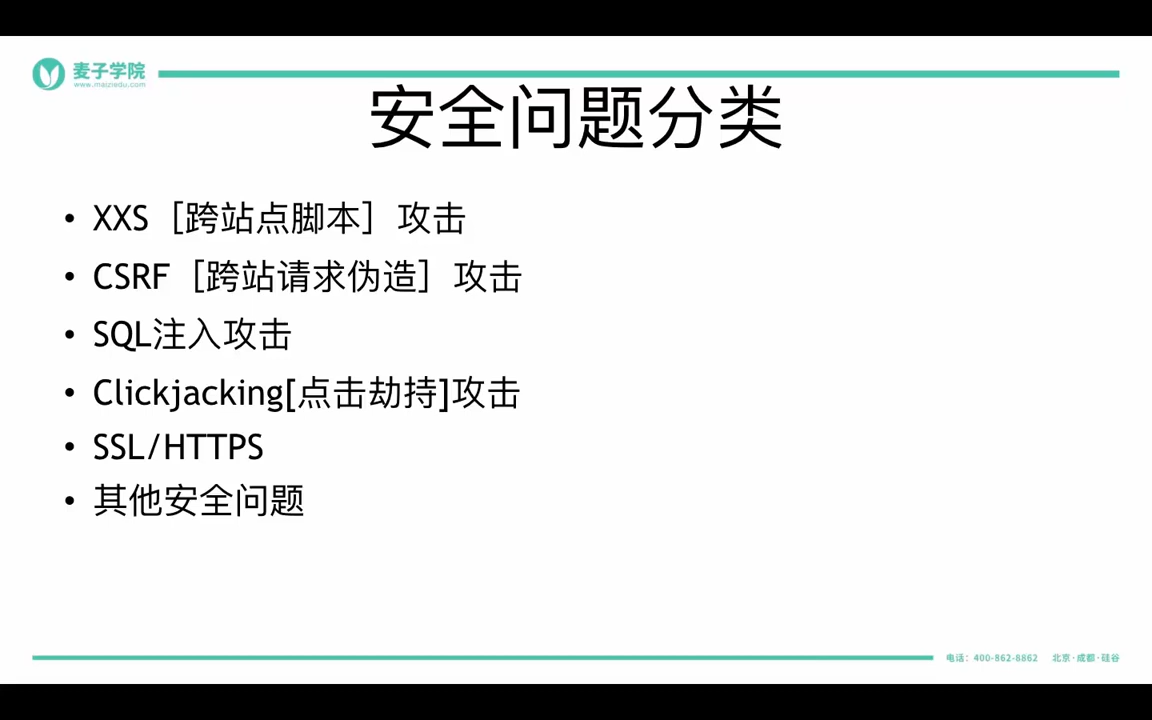 麦子学院
www.maiziedu.com
安全问题分类
• XXS［跨站点脚本］攻击
• CSRF［跨站请求伪造］攻击
• SQL注入攻击
• Clickjacking[点击劫持]攻击
• SSL/HTTPS
• 其他安全问题
电话：400-862-8862 北京·成都·硅谷